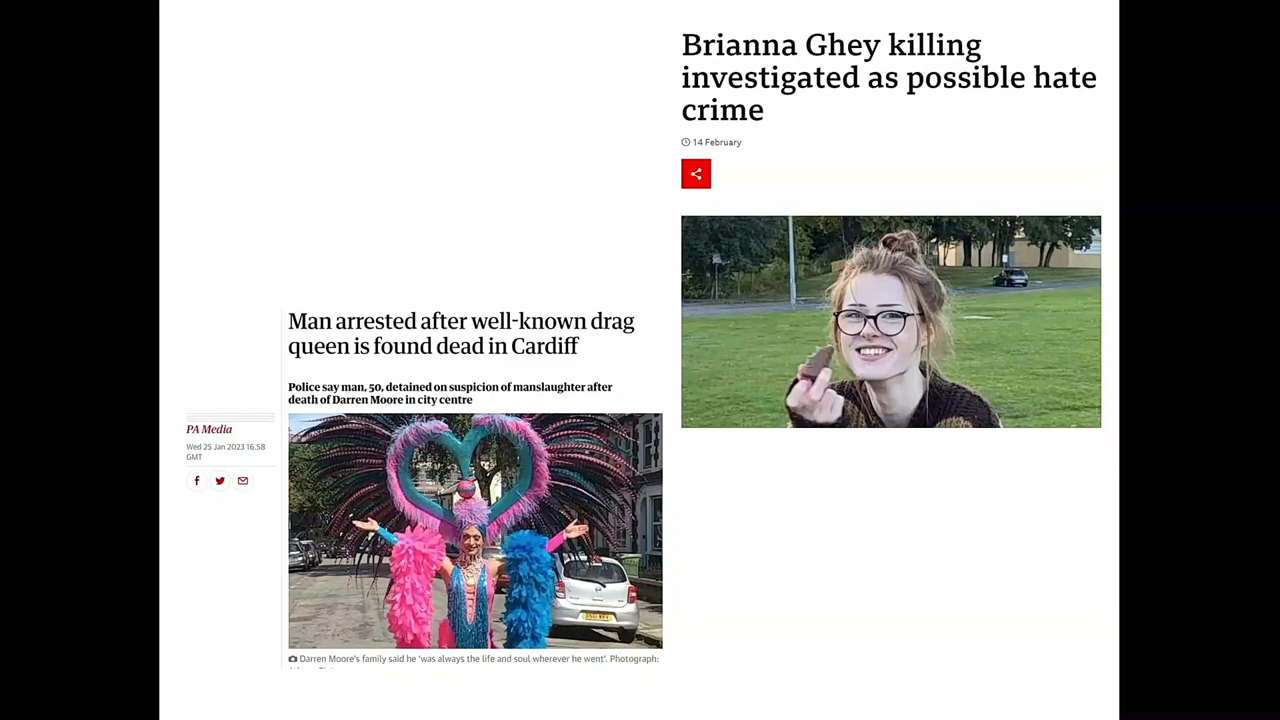 Brianna Ghey killing
investigated as possible hate
crime
14 February
Man arrested after well-known drag
queen is found dead in Cardiff
Police say man, 50, detained on suspicion of manslaughter after
death of Darren Moore in city centre
PA Media
Wed 25 Jan 2023 16.58
GMT
Darren Moore's family said he 'was always the life and soul wherever he went'. Photograph: